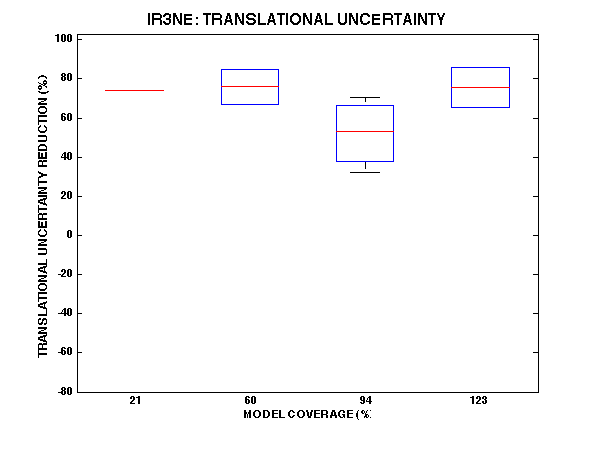 IR3NE: TRANSLATIONAL UNCERTAINTY
TRANSLATIONAL UNCERTAINTY REDUCTION (%)
100
80
60
40
20
0
-20
-40
-60
-80
21 60 94 123
MODEL COVERAGE (%